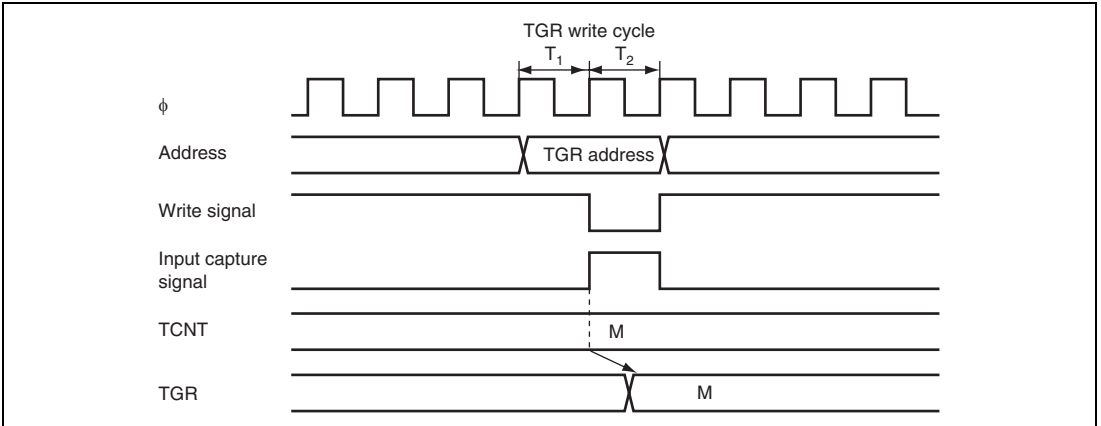 TGR write cycle
T1 T2
ϕ
Address
TGR address
Write signal
Input capture
signal
TCNT
M
TGR
M